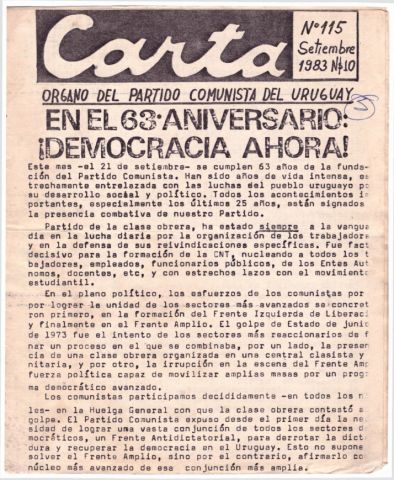 Carta
Nº115
Setiembre
1983 N$10
ORGANO DEL PARTIDO COMUNISTA DEL URUGUAY
EN EL 63·ANIVERSARIO:
¡DEMOCRACIA AHORA!
Este mes -el 21 de setiembre- se cumplen 63 años de la funda-
ción del Partido Comunista. Han sido años de vida intensa, es
trechamente entrelazada con las luchas del pueblo uruguayo po
su desarrollo social y político. Todos los acontecimientos i
portantes, especialmente los últimos 25 años, están signados
la presencia combativa de nuestro Partido.
Partido de la clase obrera, ha estado siempre a la vangua
dia en la lucha diaria por la organización de los trabajadore
y en la defensa de sus reivindicaciones específicas. Fue fact
decisivo para la formación de la CNT, nucleando a todos los t
bajadores, empleados, funcionarios públicos, de los Entes Aut
nomos, docentes, etc, y con estrechos lazos con el movimiento
estudiantil.
En el plano político, los esfuerzos de los comunistas por
por lograr la unidad de los sectores más avanzados se concret
ron primero, en la formación del Frente Izquierda de Liberaci
y finalmente en el Frente Amplio. El golpe de Estado de junio
de 1973 fue el intento de los sectores más reaccionarios de f
nar un proceso en el que se combinaba, por un lado, la presen
cia de una clase obrera organizada en una central clasista y
nitaria, y por otro, la irrupción en la escena del Frente Amp
fuerza política capaz de movilizar amplias masas por un progr
ma democrático avanzado.
Los comunistas participamos decididamente -en todos los n
les- en la Huelga General con que la clase obrera contestó a
golpe. El Partido Comunista expuso desde el primer día la ne
sidad de lograr una vasta conjunción de todos los sectores de
mocráticos, un Frente Antidictatorial, para derrotar la dict
dura y recuperar la democracia en el Uruguay. Esto no supone
solver el Frente Amplio, sino por el contrario, afirmarlo co
núcleo más avanzado de esa conjunción más amplia.